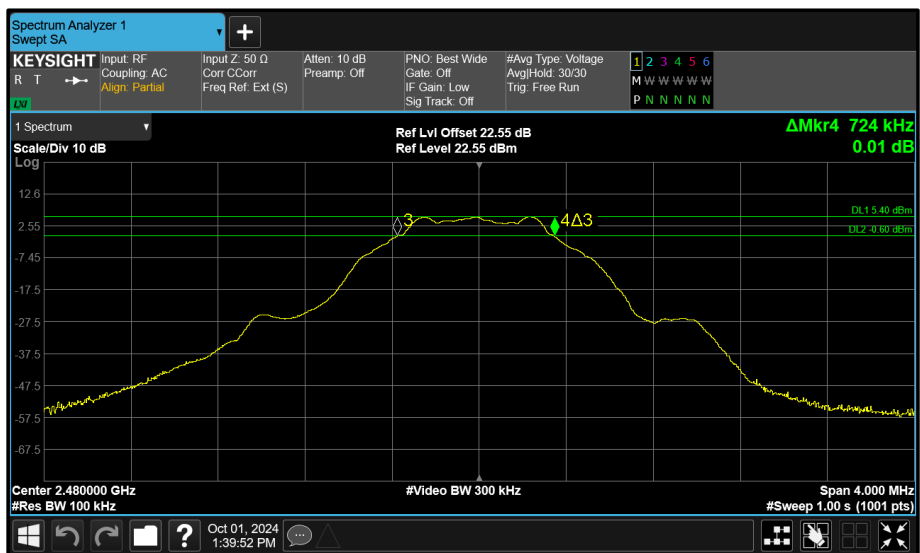 Spectrum Analyzer 1
Swept SA
+
KEYSIGHT
R T
LXI
Input: RF
Coupling: AC
Align: Partial
Input Z: 50 Ω
Corr CCorr
Freq Ref: Ext (S)
Atten: 10 dB
Preamp: Off
PNO: Best Wide
Gate: Off
IF Gain: Low
Sig Track: Off
#Avg Type: Voltage
Avg|Hold: 30/30
Trig: Free Run
1 2 3 4 5 6
M W W W W W
P N N N N N
1 Spectrum
Scale/Div 10 dB
Ref Lvl Offset 22.55 dB
Ref Level 22.55 dBm
ΔMkr4 724 kHz
0.01 dB
Log
12.6
2.55
-7.45
-17.5
-27.5
-37.5
-47.5
-57.5
-67.5
3
4Δ3
DL1 5.40 dBm
DL2 -0.60 dBm
Center 2.480000 GHz
#Res BW 100 kHz
#Video BW 300 kHz
Span 4.000 MHz
#Sweep 1.00 s (1001 pts)
?
Oct 01, 2024
1:39:52 PM